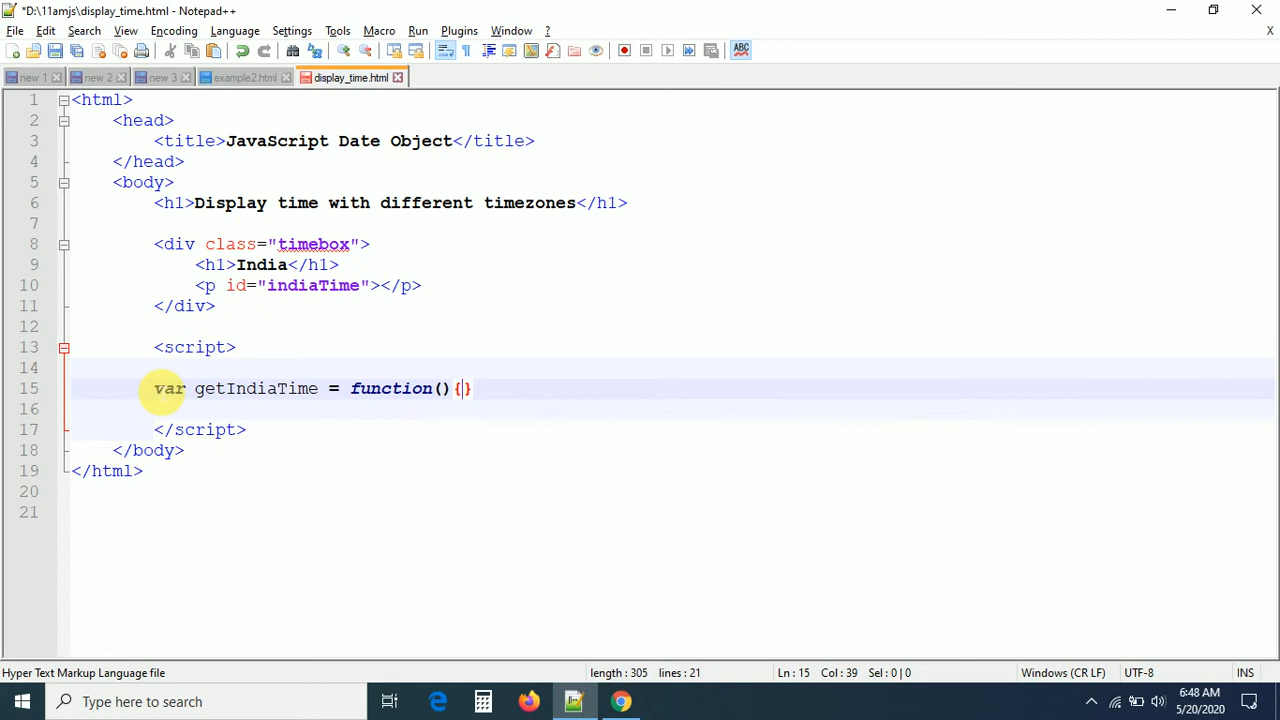 *D:\11amjs\display_time.html - Notepad++
File Edit Search View Encoding Language Settings Tools Macro Run Plugins Window ? X
ABC
new 1 new 2 new 3 example2.html display_time.html
1 <html>
2 <head>
3 <title>JavaScript Date Object</title>
4 </head>
5 <body>
6 <h1>Display time with different timezones</h1>
7
8 <div class="timebox">
9 <h1>India</h1>
10 <p id="indiaTime"></p>
11 </div>
12
13 <script>
14
15 var getIndiaTime = function(){}
16
17 </script>
18 </body>
19 </html>
20
21
Hyper Text Markup Language file length : 305 lines : 21 Ln : 15 Col : 39 Sel : 0 | 0 Windows (CR LF) UTF-8 INS
Type here to search
6:48 AM
5/20/2020